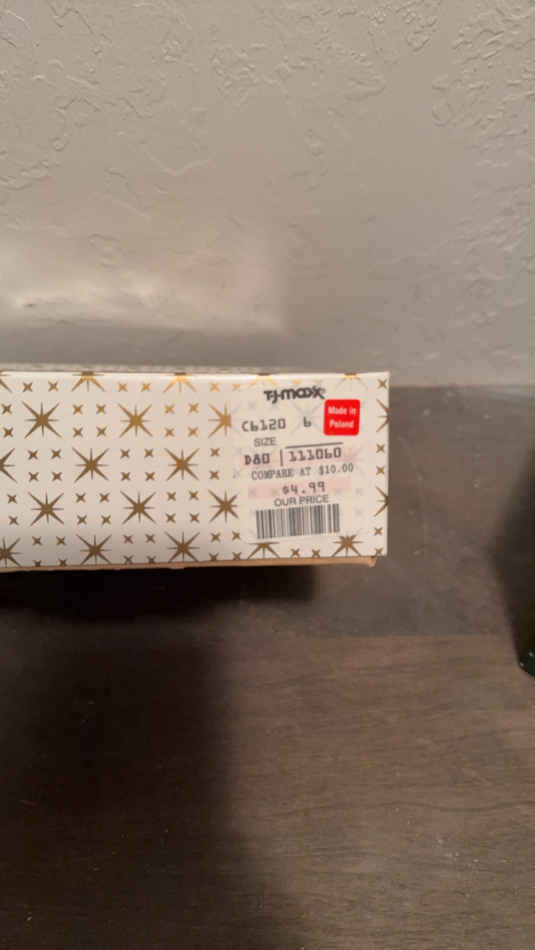 TJ-maxx
C6120 6
Made in
Poland
SIZE
D80 | 111060
COMPARE AT $10.00
$4.99
OUR PRICE